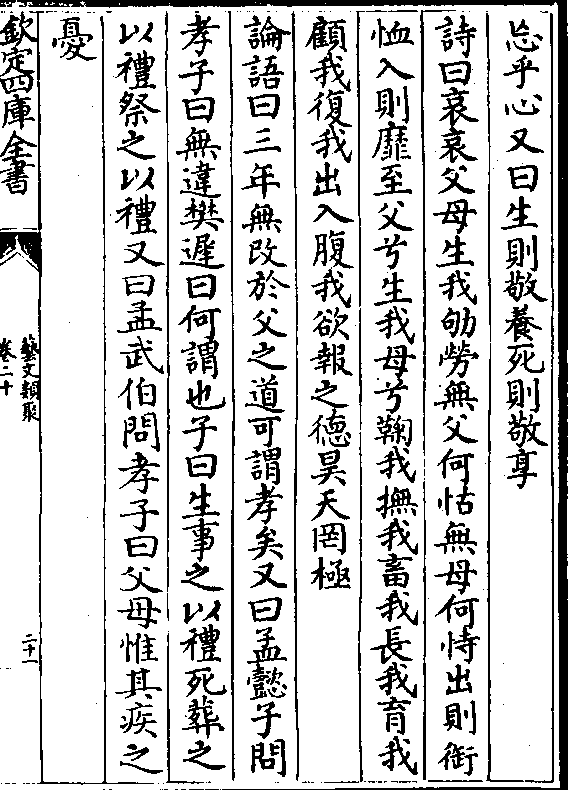 忘乎心又曰生則敬養死則敬享
詩曰哀哀父母生我劬勞無父何怙無母何恃出則銜
恤入則靡至父兮生我母兮鞠我撫我畜我長我育我
顧我復我出入腹我欲報之德昊天罔極
論語曰三年無改於父之道可謂孝矣又曰孟懿子問
孝子曰無違樊遲曰何謂也子曰生事之以禮死葬之
以禮祭之以禮又曰孟武伯問孝子曰父母惟其疾之
憂
欽定四庫全書
藝文類聚
卷二十
二十一